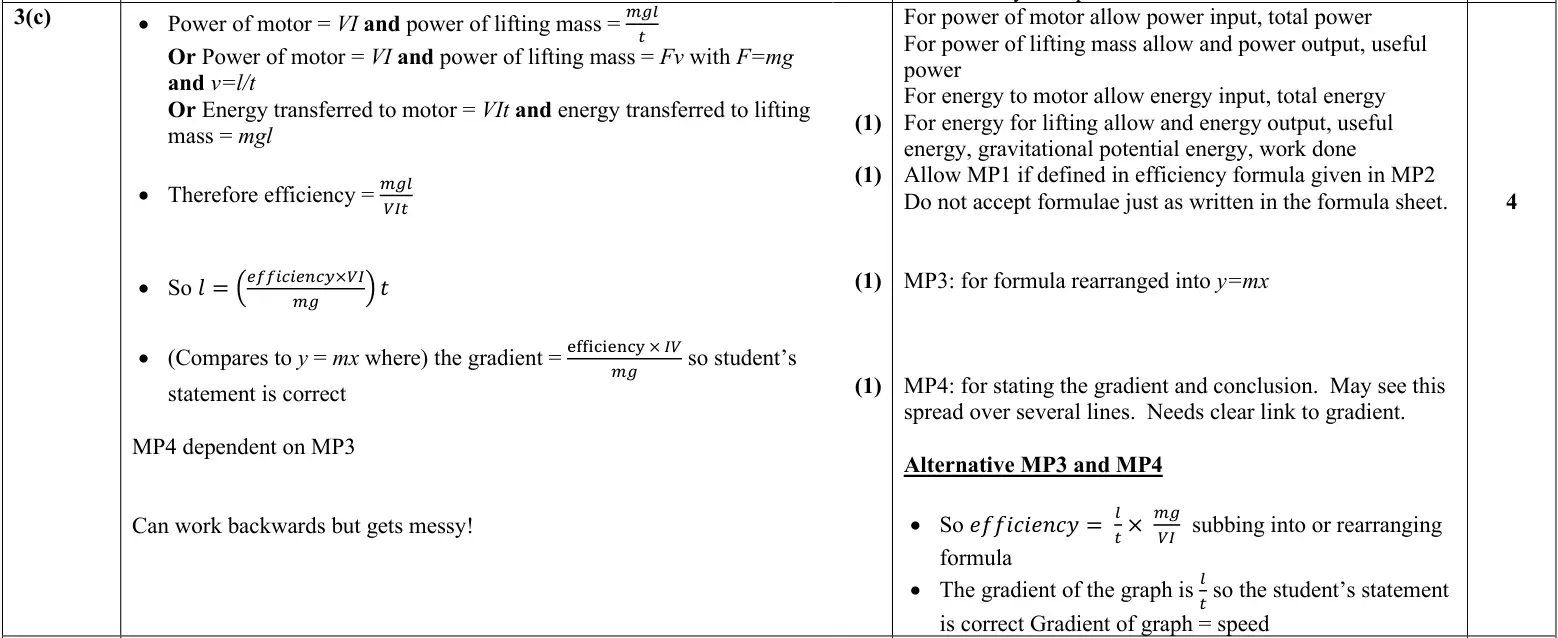 3(c)
• Power of motor = VI and power of lifting mass = mgl/t
Or Power of motor = VI and power of lifting mass = Fv with F=mg
and v=l/t
Or Energy transferred to motor = VIt and energy transferred to lifting
mass = mgl
(1)
• Therefore efficiency = mgl/VIt
(1)
• So l = (efficiency×VI/mg) t
(1)
• (Compares to y = mx where) the gradient = efficiency × IV/mg so student’s
statement is correct
(1)
MP4 dependent on MP3
Can work backwards but gets messy!
For power of motor allow power input, total power
For power of lifting mass allow and power output, useful
power
For energy to motor allow energy input, total energy
For energy for lifting allow and energy output, useful
energy, gravitational potential energy, work done
Allow MP1 if defined in efficiency formula given in MP2
Do not accept formulae just as written in the formula sheet.
MP3: for formula rearranged into y=mx
MP4: for stating the gradient and conclusion. May see this
spread over several lines. Needs clear link to gradient.
Alternative MP3 and MP4
• So efficiency = l/t × mg/VI subbing into or rearranging
formula
• The gradient of the graph is l/t so the student’s statement
is correct Gradient of graph = speed
4